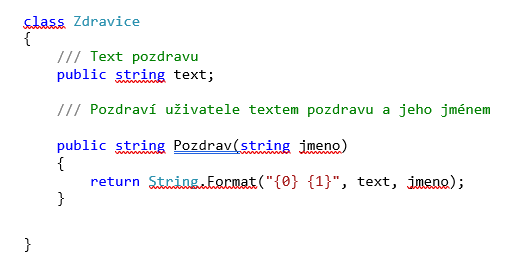 class Zdravice
{
/// Text pozdravu
public string text;
/// Pozdraví uživatele textem pozdravu a jeho jménem
public string Pozdrav(string jmeno)
{
return String.Format("{0} {1}", text, jmeno);
}
}